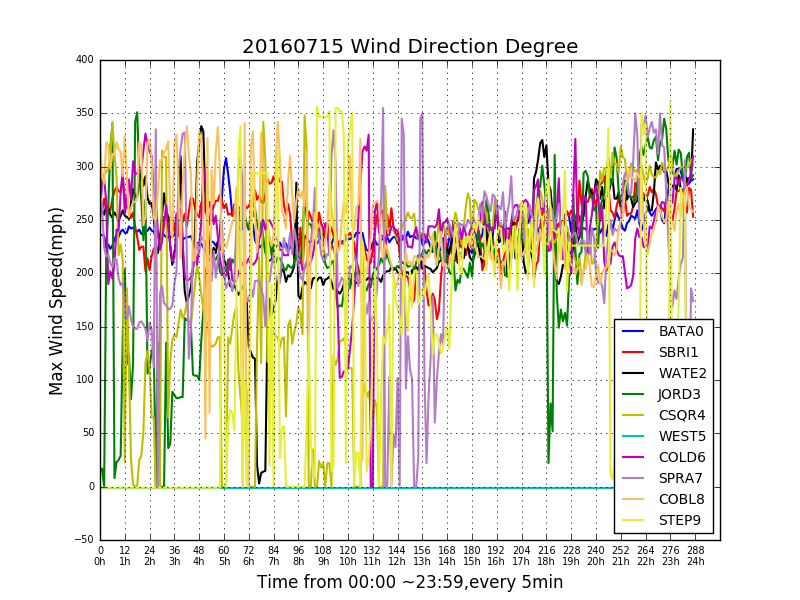 20160715 Wind Direction Degree
400
350
300
250
200
150
100
50
0
−50
Max Wind Speed(mph)
BATA0
SBRI1
WATE2
JORD3
CSQR4
WEST5
COLD6
SPRA7
COBL8
STEP9
0 12 24 36 48 60 72 84 96 108 120 132 144 156 168 180 192 204 216 228 240 252 264 276 288
0h 1h 2h 3h 4h 5h 6h 7h 8h 9h 10h 11h 12h 13h 14h 15h 16h 17h 18h 19h 20h 21h 22h 23h 24h
Time from 00:00 ~23:59,every 5min